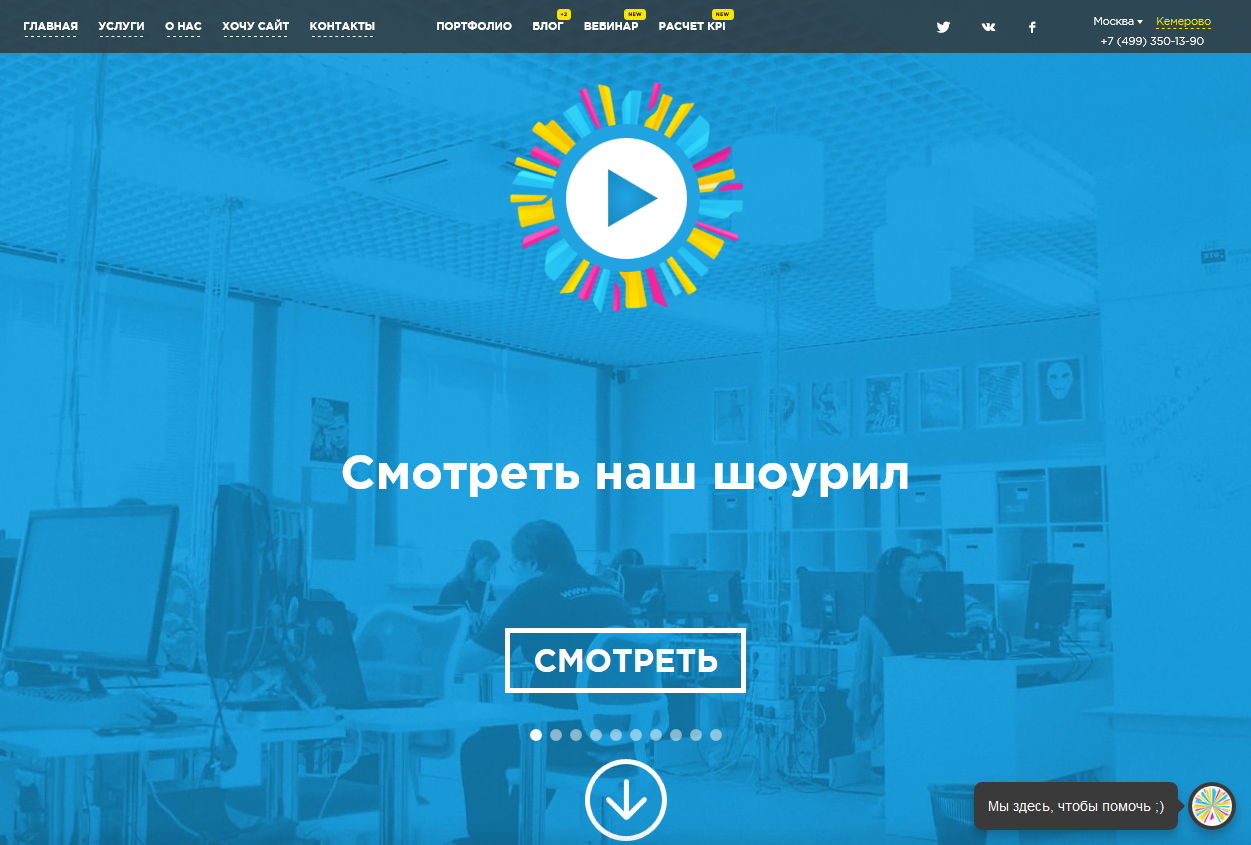 ГЛАВНАЯ УСЛУГИ О НАС ХОЧУ САЙТ КОНТАКТЫ ПОРТФОЛИО БЛОГ +2 ВЕБИНАР NEW РАСЧЕТ KPI NEW
Москва Кемерово
+7 (499) 350-13-90
Смотреть наш шоурил
www.
СМОТРЕТЬ
Мы здесь, чтобы помочь ;)